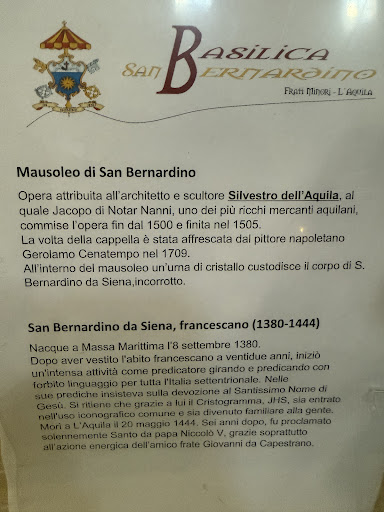 BASILICA
SAN BERNARDINO
FRATI MINORI - L'AQUILA
Mausoleo di San Bernardino
Opera attribuita all'architetto e scultore Silvestro dell'Aquila, al
quale Jacopo di Notar Nanni, uno dei più ricchi mercanti aquilani,
commise l'opera fin dal 1500 e finita nel 1505.
La volta della cappella è stata affrescata dal pittore napoletano
Gerolamo Cenatempo nel 1709.
All'interno del mausoleo un'urna di cristallo custodisce il corpo di S.
Bernardino da Siena,incorrotto.
San Bernardino da Siena, francescano (1380-1444)
Nacque a Massa Marittima l'8 settembre 1380.
Dopo aver vestito l'abito francescano a ventidue anni, iniziò
un'intensa attività come predicatore girando e predicando con
forbito linguaggio per tutta l'Italia settentrionale. Nelle
sue prediche insisteva sulla devozione al Santissimo Nome di
Gesù. Si ritiene che grazie a lui il Cristogramma, JHS, sia entrato
nell'uso iconografico comune e sia divenuto familiare alla gente.
Morì a L'Aquila il 20 maggio 1444. Sei anni dopo, fu proclamato
solennemente Santo da papa Niccolò V, grazie soprattutto
all'azione energica dell'amico frate Giovanni da Capestrano.